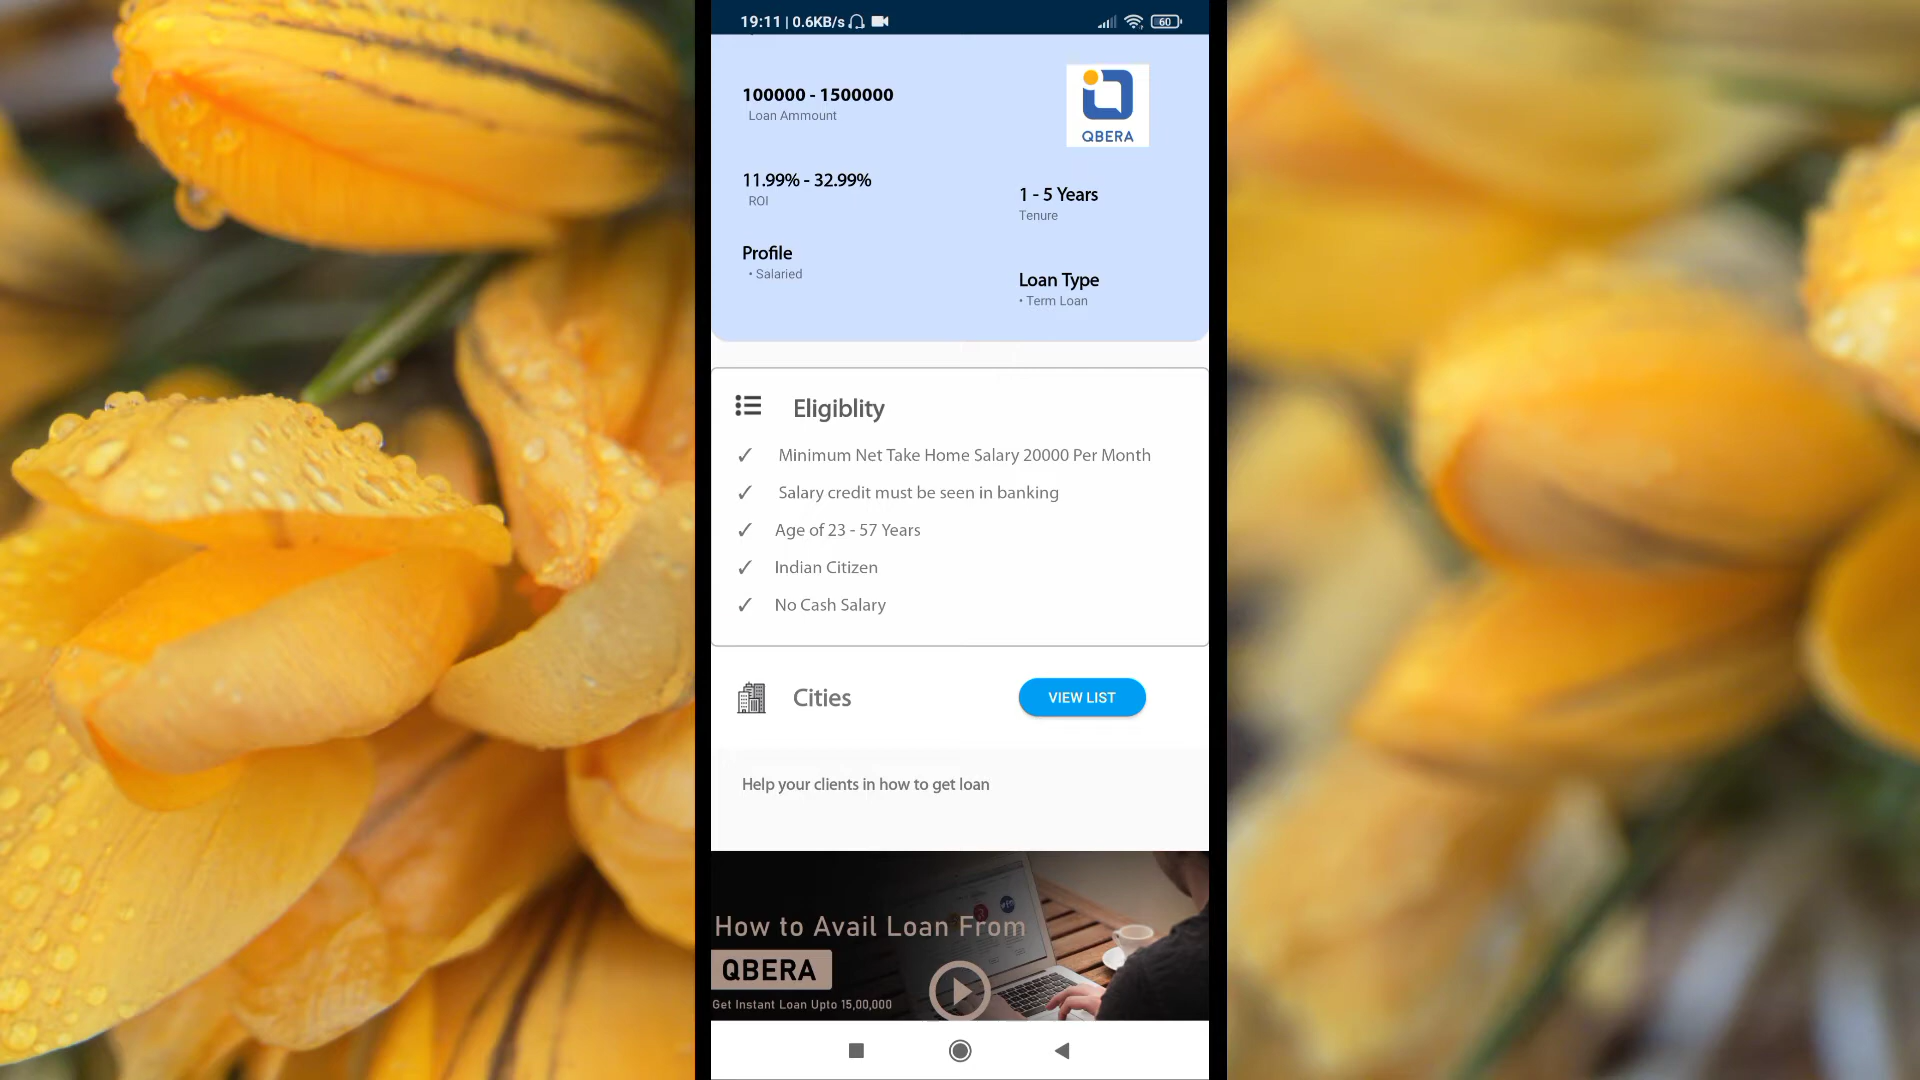 19:11 | 0.6KB/s
60
100000 - 1500000
Loan Ammount
QBERA
11.99% - 32.99%
ROI
1 - 5 Years
Tenure
Profile
• Salaried
Loan Type
• Term Loan
Eligiblity
✓ Minimum Net Take Home Salary 20000 Per Month
✓ Salary credit must be seen in banking
✓ Age of 23 - 57 Years
✓ Indian Citizen
✓ No Cash Salary
Cities
VIEW LIST
Help your clients in how to get loan
How to Avail Loan From
QBERA
Get Instant Loan Upto 15,00,000